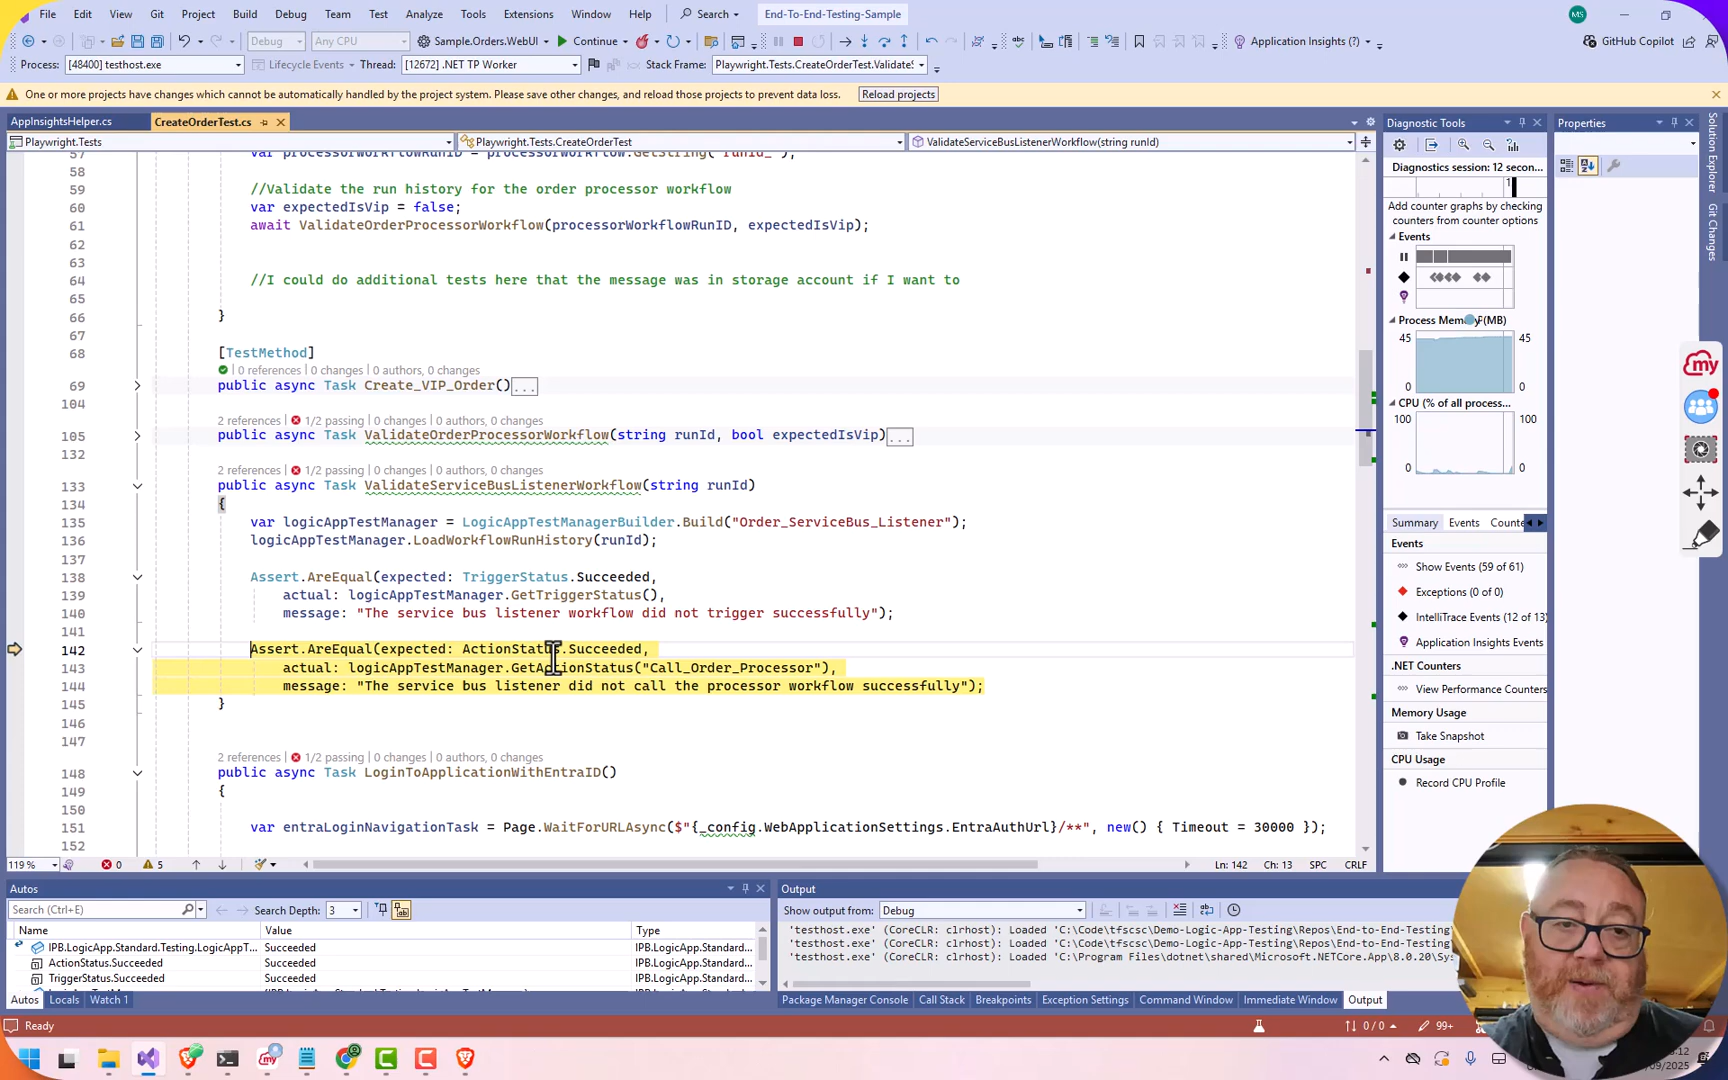 File Edit View Git Project Build Debug Team Test Analyze Tools Extensions Window Help Search End-To-End-Testing-Sample MS
Debug Any CPU Sample.Orders.WebUI Continue Application Insights (?) GitHub Copilot
Process: [48400] testhost.exe Lifecycle Events Thread: [12672] .NET TP Worker Stack Frame: Playwright.Tests.CreateOrderTest.Validate
One or more projects have changes which cannot be automatically handled by the project system. Please save other changes, and reload those projects to prevent data loss. Reload projects
AppInsightsHelper.cs CreateOrderTest.cs
Playwright.Tests Playwright.Tests.CreateOrderTest ValidateServiceBusListenerWorkflow(string runId)
57 var processorWorkflowRunID = processorWorkflow.GetString("runId_");
58
59 //Validate the run history for the order processor workflow
60 var expectedIsVip = false;
61 await ValidateOrderProcessorWorkflow(processorWorkflowRunID, expectedIsVip);
62
63
64 //I could do additional tests here that the message was in storage account if I want to
65
66 }
67
68 [TestMethod]
0 references | 0 changes | 0 authors, 0 changes
69 public async Task Create_VIP_Order()...
104
2 references | 1/2 passing | 0 changes | 0 authors, 0 changes
105 public async Task ValidateOrderProcessorWorkflow(string runId, bool expectedIsVip)...
132
2 references | 1/2 passing | 0 changes | 0 authors, 0 changes
133 public async Task ValidateServiceBusListenerWorkflow(string runId)
134 {
135 var logicAppTestManager = LogicAppTestManagerBuilder.Build("Order_ServiceBus_Listener");
136 logicAppTestManager.LoadWorkflowRunHistory(runId);
137
138 Assert.AreEqual(expected: TriggerStatus.Succeeded,
139 actual: logicAppTestManager.GetTriggerStatus(),
140 message: "The service bus listener workflow did not trigger successfully");
141
142 Assert.AreEqual(expected: ActionStatus.Succeeded,
143 actual: logicAppTestManager.GetActionStatus("Call_Order_Processor"),
144 message: "The service bus listener did not call the processor workflow successfully");
145 }
146
147
2 references | 1/2 passing | 0 changes | 0 authors, 0 changes
148 public async Task LoginToApplicationWithEntraID()
149 {
150
151 var entraLoginNavigationTask = Page.WaitForURLAsync($"{_config.WebApplicationSettings.EntraAuthUrl}/**", new() { Timeout = 30000 });
152
119 % 0 5 Ln: 142 Ch: 13 SPC CRLF
Diagnostic Tools
Diagnostics session: 12 secon...
Add counter graphs by checking
counters from counter options
Events
Process Memory (MB)
45 45
0 0
CPU (% of all process...
100 100
0 0
Summary Events Counte
Events
Show Events (59 of 61)
Exceptions (0 of 0)
IntelliTrace Events (12 of 13)
Application Insights Events
.NET Counters
View Performance Counters
Memory Usage
Take Snapshot
CPU Usage
Record CPU Profile
Properties
Solution Explorer
Git Changes
my
Autos
Search (Ctrl+E) Search Depth: 3
Name Value Type
IPB.LogicApp.Standard.Testing.LogicAppT... Succeeded IPB.LogicApp.Standard...
ActionStatus.Succeeded Succeeded IPB.LogicApp.Standard...
TriggerStatus.Succeeded Succeeded IPB.LogicApp.Standard...
Autos Locals Watch 1
Output
Show output from: Debug
'testhost.exe' (CoreCLR: clrhost): Loaded 'C:\Code\tfscsc\Demo-Logic-App-Testing\Repos\End-to-End-Testing
'testhost.exe' (CoreCLR: clrhost): Loaded 'C:\Code\tfscsc\Demo-Logic-App-Testing\Repos\End-to-End-Testing
'testhost.exe' (CoreCLR: clrhost): Loaded 'C:\Program Files\dotnet\shared\Microsoft.NETCore.App\8.0.20\Sys
Package Manager Console Call Stack Breakpoints Exception Settings Command Window Immediate Window Output
Ready 0 / 0 99+
my
:12
/09/2025